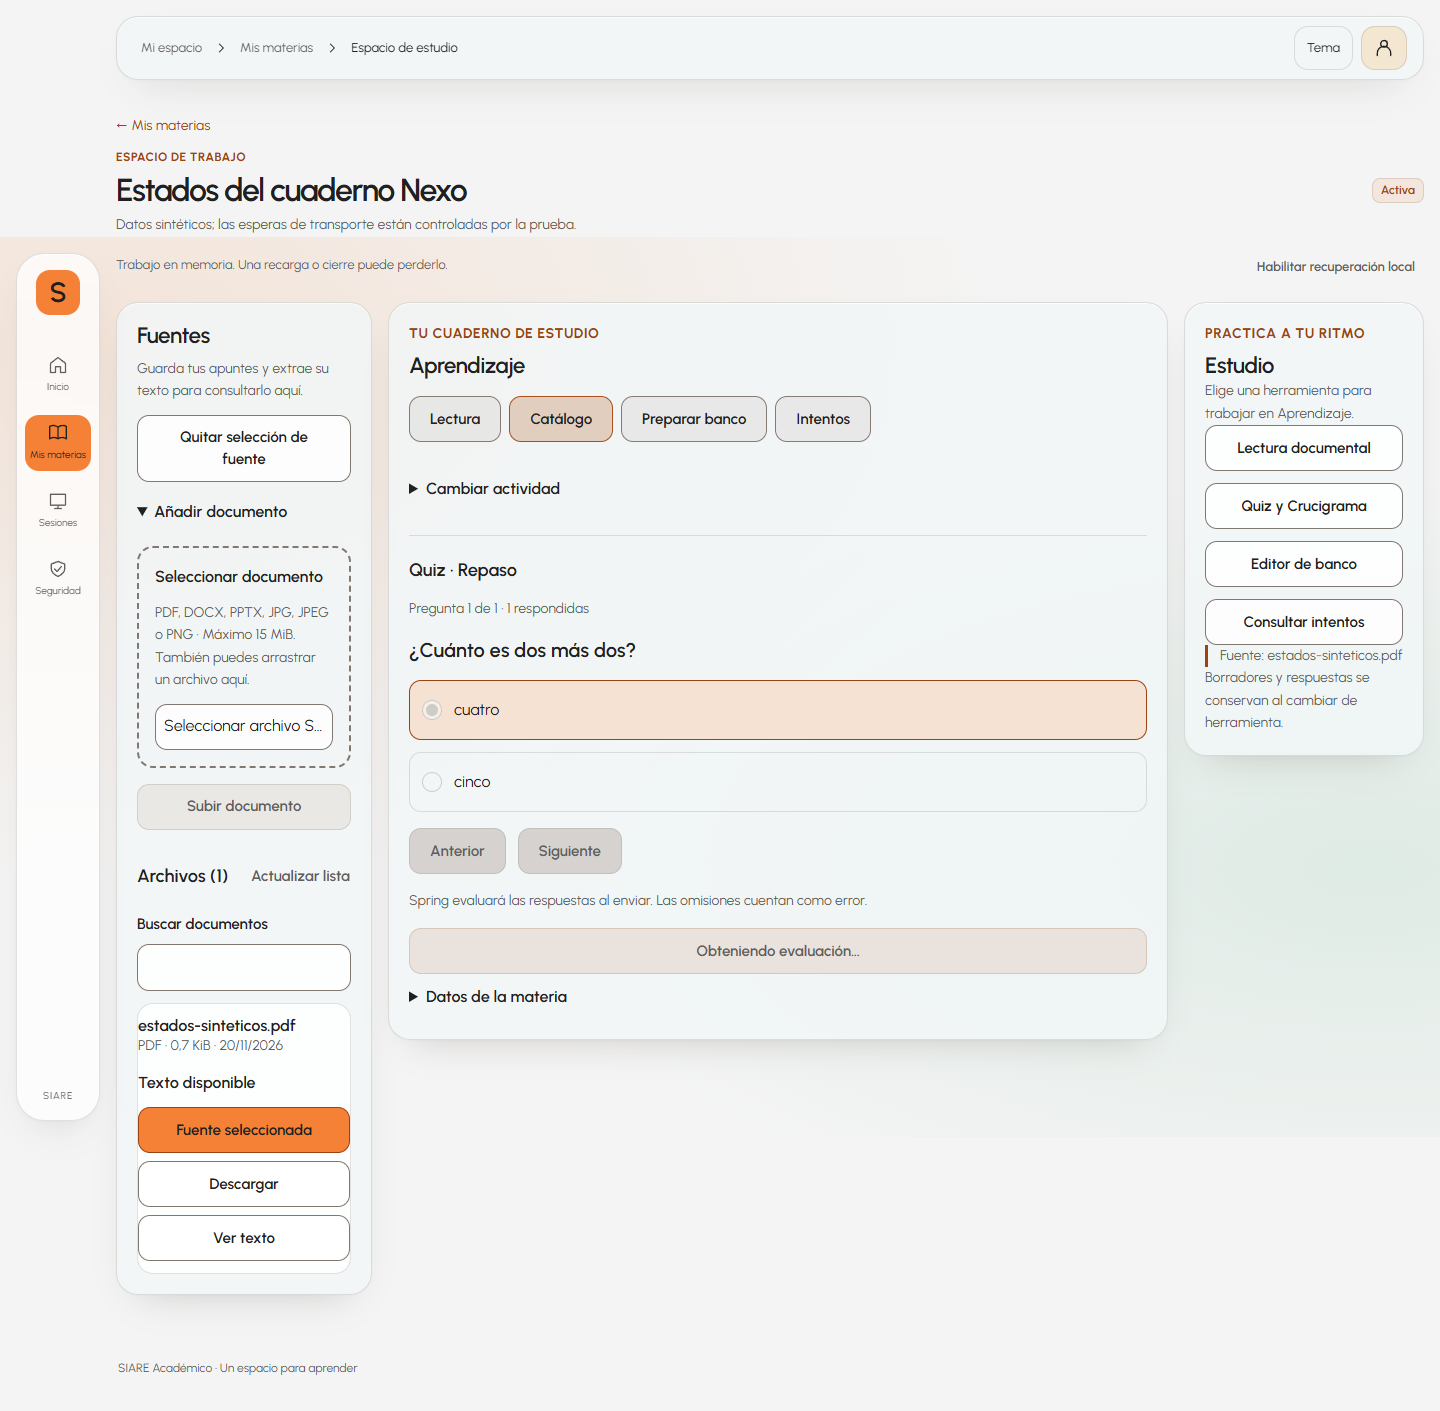 Mi espacio > Mis materias > Espacio de estudio
Tema
← Mis materias
ESPACIO DE TRABAJO
Estados del cuaderno Nexo
Activa
Datos sintéticos; las esperas de transporte están controladas por la prueba.
Trabajo en memoria. Una recarga o cierre puede perderlo.
Habilitar recuperación local
S
Inicio
Mis materias
Sesiones
Seguridad
SIARE
Fuentes
Guarda tus apuntes y extrae su
texto para consultarlo aquí.
Quitar selección de
fuente
Añadir documento
Seleccionar documento
PDF, DOCX, PPTX, JPG, JPEG
o PNG · Máximo 15 MiB.
También puedes arrastrar
un archivo aquí.
Seleccionar archivo S...
Subir documento
Archivos (1)
Actualizar lista
Buscar documentos
estados-sinteticos.pdf
PDF · 0,7 KiB · 20/11/2026
Texto disponible
Fuente seleccionada
Descargar
Ver texto
TU CUADERNO DE ESTUDIO
Aprendizaje
Lectura
Catálogo
Preparar banco
Intentos
Cambiar actividad
Quiz · Repaso
Pregunta 1 de 1 · 1 respondidas
¿Cuánto es dos más dos?
cuatro
cinco
Anterior
Siguiente
Spring evaluará las respuestas al enviar. Las omisiones cuentan como error.
Obteniendo evaluación…
Datos de la materia
PRACTICA A TU RITMO
Estudio
Elige una herramienta para
trabajar en Aprendizaje.
Lectura documental
Quiz y Crucigrama
Editor de banco
Consultar intentos
Fuente: estados-sinteticos.pdf
Borradores y respuestas se
conservan al cambiar de
herramienta.
SIARE Académico · Un espacio para aprender